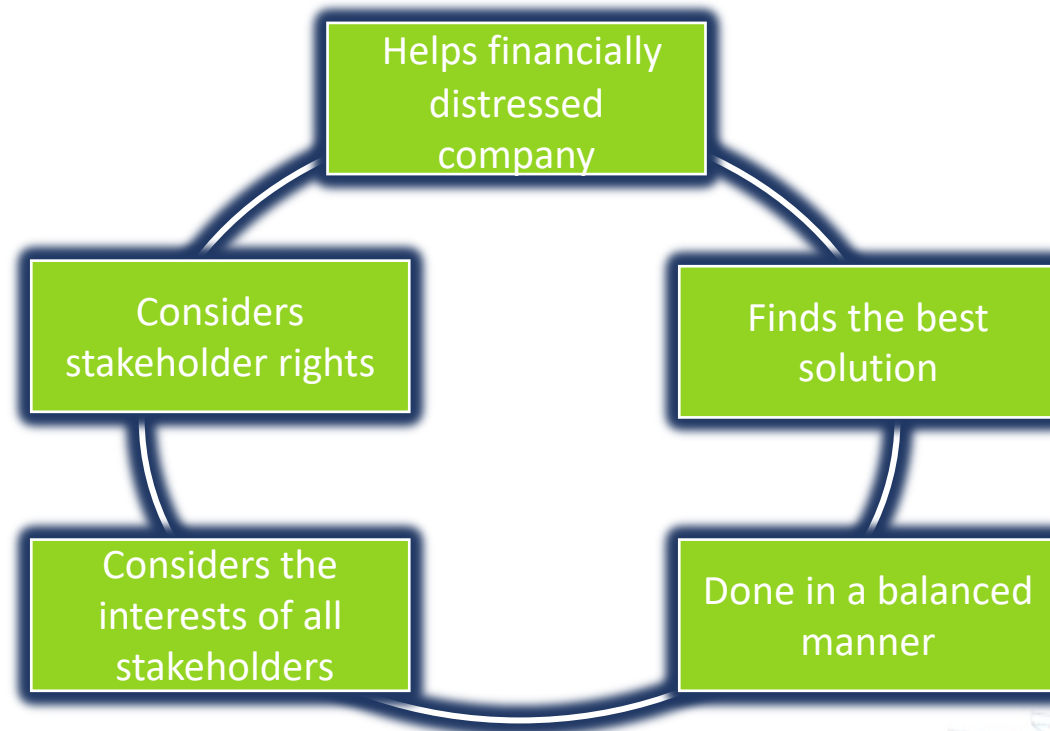 Helps financially
distressed
company
Finds the best
solution
Done in a balanced
manner
Considers the
interests of all
stakeholders
Considers
stakeholder rights